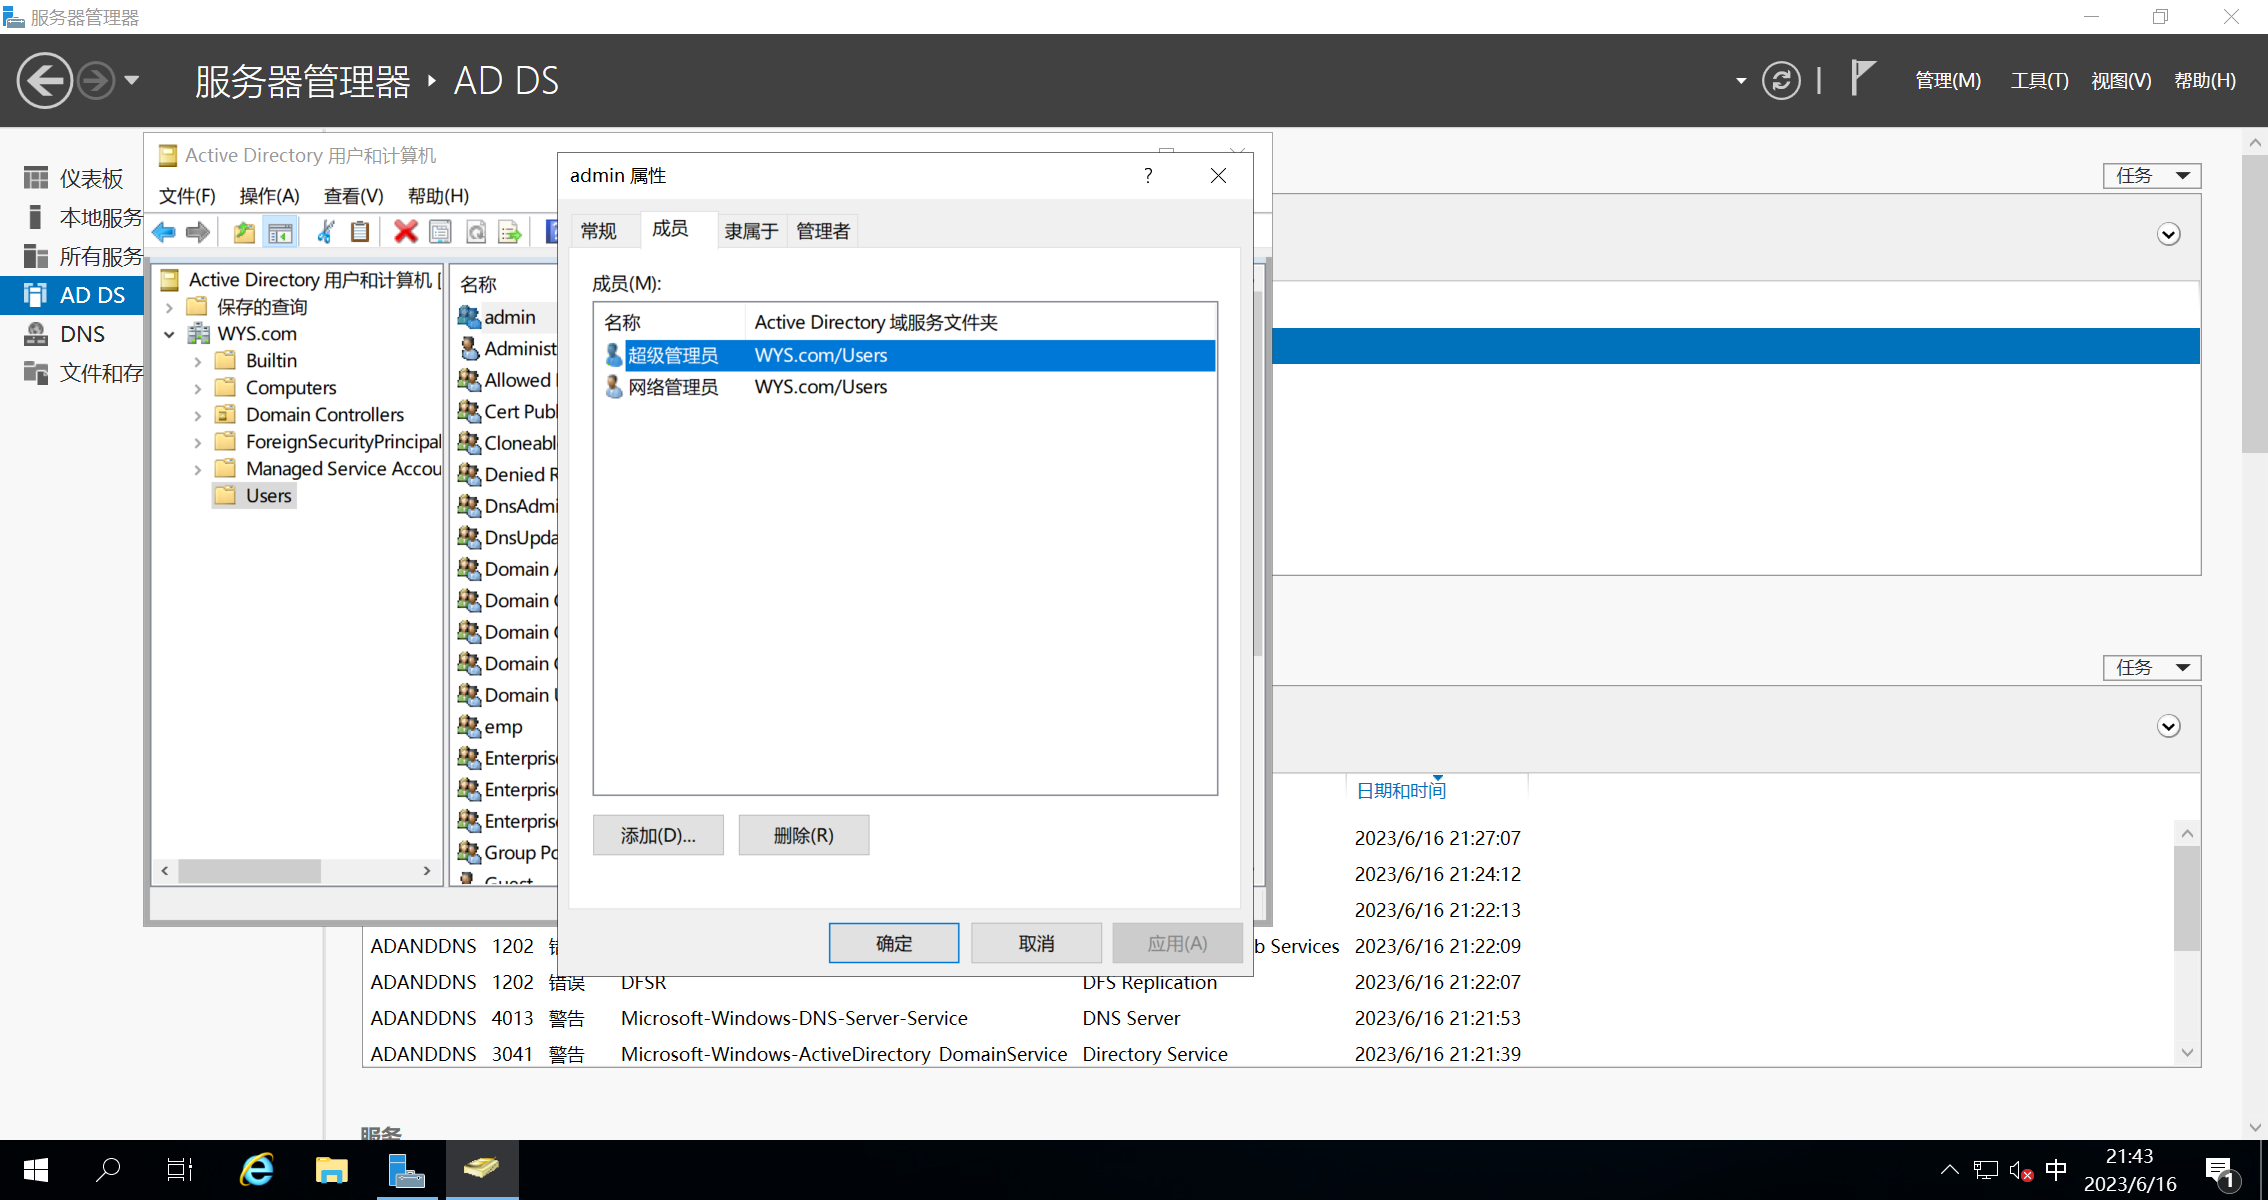 服务器管理器
服务器管理器 AD DS
管理(M) 工具(T) 视图(V) 帮助(H)
仪表板
本地服务
所有服务
AD DS
DNS
文件和存
Active Directory 用户和计算机
文件(F) 操作(A) 查看(V) 帮助(H)
Active Directory 用户和计算机 [
保存的查询
WYS.com
Builtin
Computers
Domain Controllers
ForeignSecurityPrincipal
Managed Service Accou
Users
名称
admin
Administ
Allowed
Cert Publ
Cloneabl
Denied R
DnsAdmi
DnsUpda
Domain
Domain C
Domain C
Domain C
Domain U
emp
Enterpris
Enterpris
Enterpris
Group Po
Guest
admin 属性
?
常规 成员 隶属于 管理者
成员(M):
名称 Active Directory 域服务文件夹
超级管理员 WYS.com/Users
网络管理员 WYS.com/Users
添加(D)... 删除(R)
确定 取消 应用(A)
任务
任务
日期和时间
2023/6/16 21:27:07
2023/6/16 21:24:12
2023/6/16 21:22:13
ADANDDNS 1202 b Services 2023/6/16 21:22:09
ADANDDNS 1202 错误 DFSR DFS Replication 2023/6/16 21:22:07
ADANDDNS 4013 警告 Microsoft-Windows-DNS-Server-Service DNS Server 2023/6/16 21:21:53
ADANDDNS 3041 警告 Microsoft-Windows-ActiveDirectory_DomainService Directory Service 2023/6/16 21:21:39
服务
中
21:43
2023/6/16
1